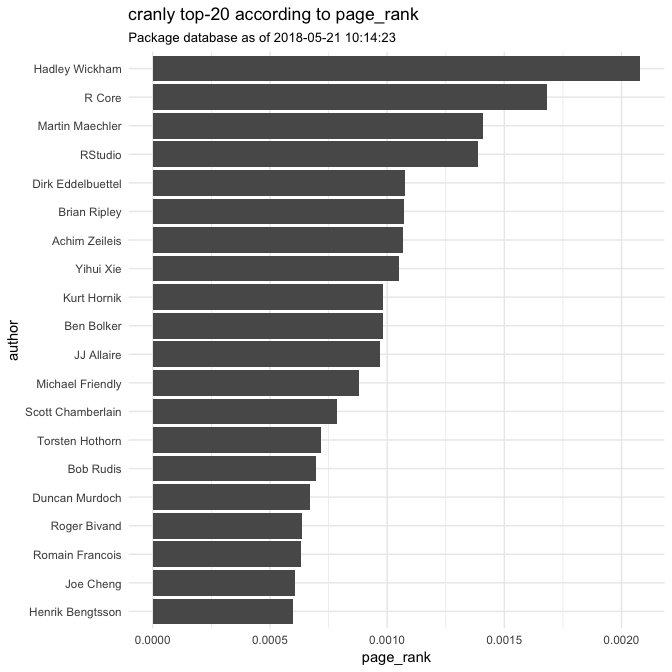 cranly top-20 according to page_rank
Package database as of 2018-05-21 10:14:23
author
Hadley Wickham
R Core
Martin Maechler
RStudio
Dirk Eddelbuettel
Brian Ripley
Achim Zeileis
Yihui Xie
Kurt Hornik
Ben Bolker
JJ Allaire
Michael Friendly
Scott Chamberlain
Torsten Hothorn
Bob Rudis
Duncan Murdoch
Roger Bivand
Romain Francois
Joe Cheng
Henrik Bengtsson
0.0000 0.0005 0.0010 0.0015 0.0020
page_rank